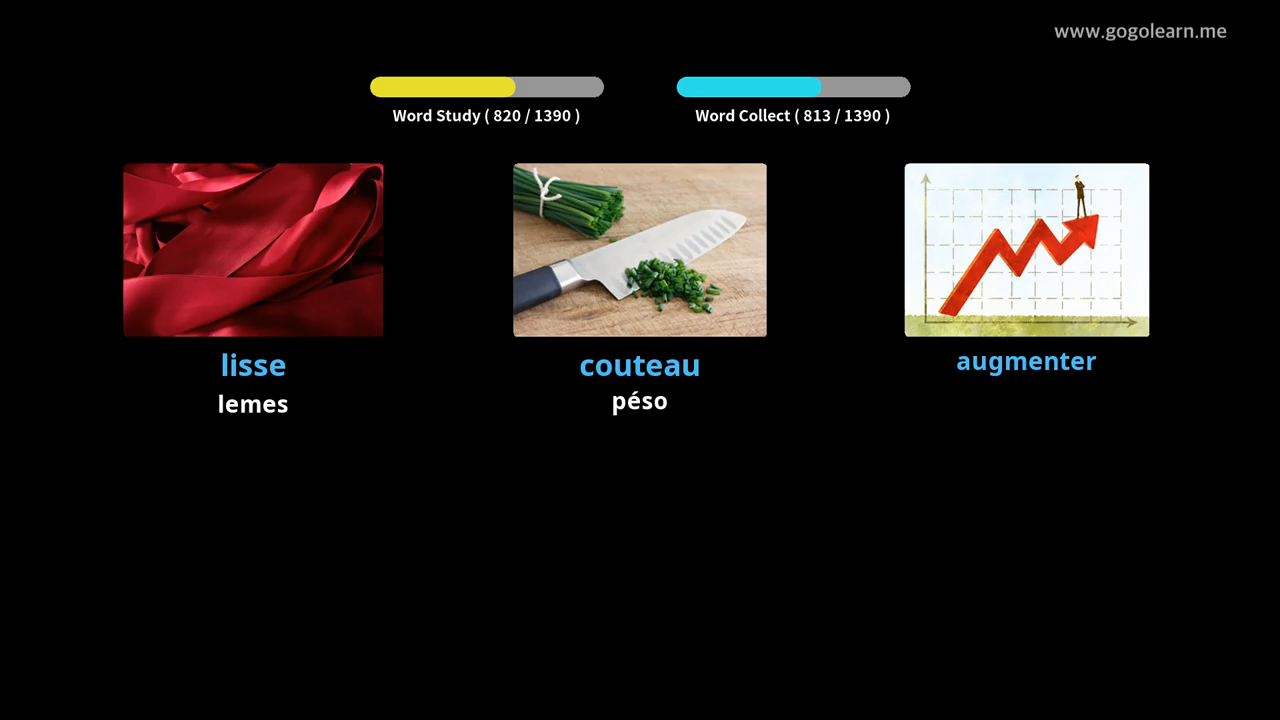 www.gogolearn.me
Word Study ( 820 / 1390 )
Word Collect ( 813 / 1390 )
lisse
lemes
couteau
péso
augmenter